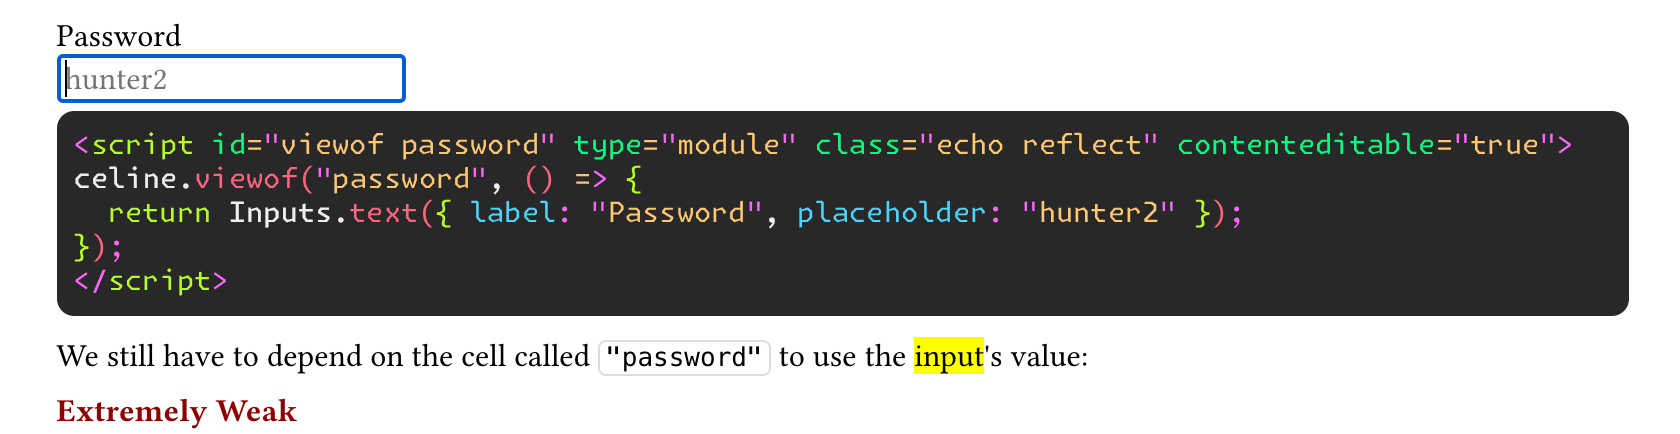 Password
hunter2
<script id="viewof password" type="module" class="echo reflect" contenteditable="true">
celine.viewof("password", () => {
  return Inputs.text({ label: "Password", placeholder: "hunter2" });
});
</script>
We still have to depend on the cell called "password" to use the input's value:
Extremely Weak